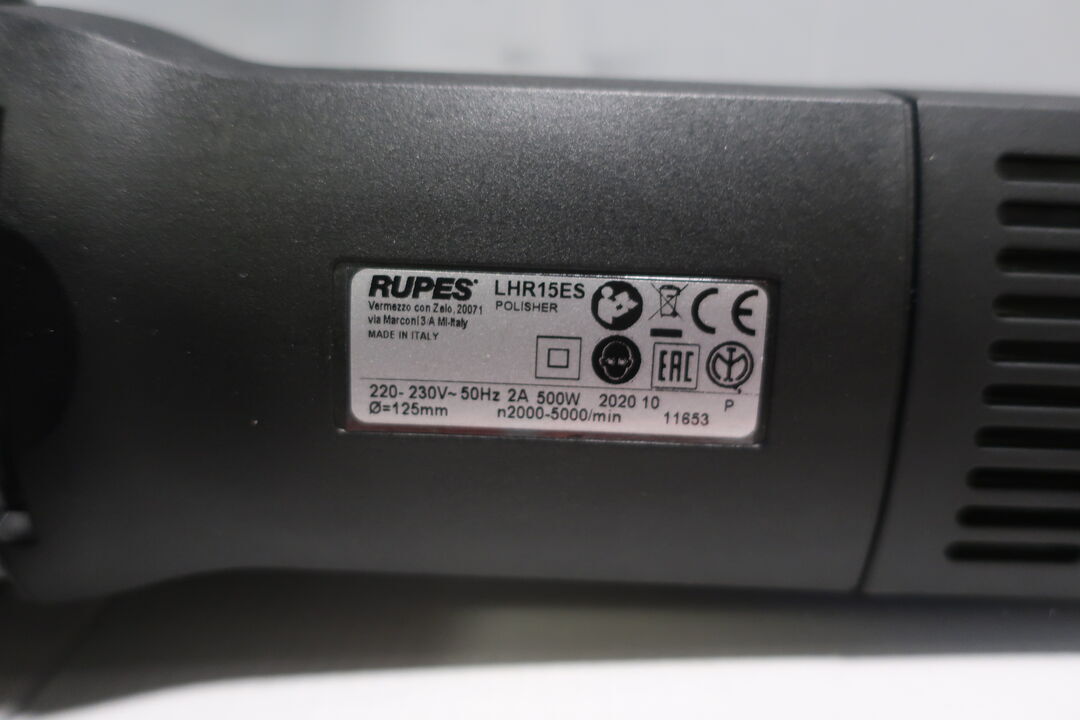 RUPES LHR15ES
Vermezzo con Zelo, 20071 POLISHER
via Marconi 3/A MI-Italy
MADE IN ITALY
CE
EAC
220- 230V~ 50Hz 2A 500W 2020 10 P
Ø=125mm n2000-5000/min 11653